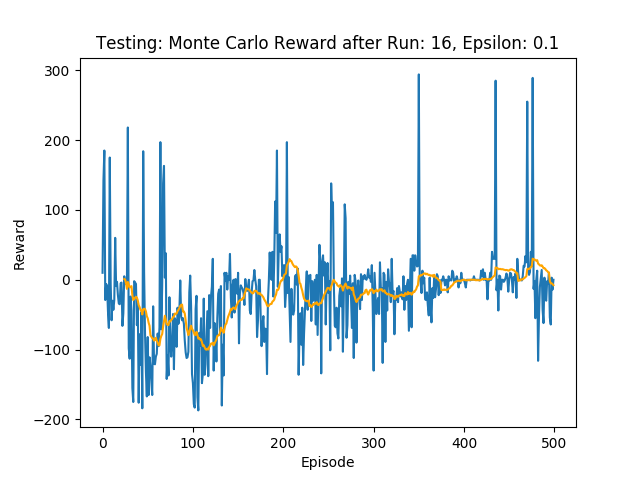 Testing: Monte Carlo Reward after Run: 16, Epsilon: 0.1
300
200
100
0
−100
−200
Reward
0 100 200 300 400 500
Episode